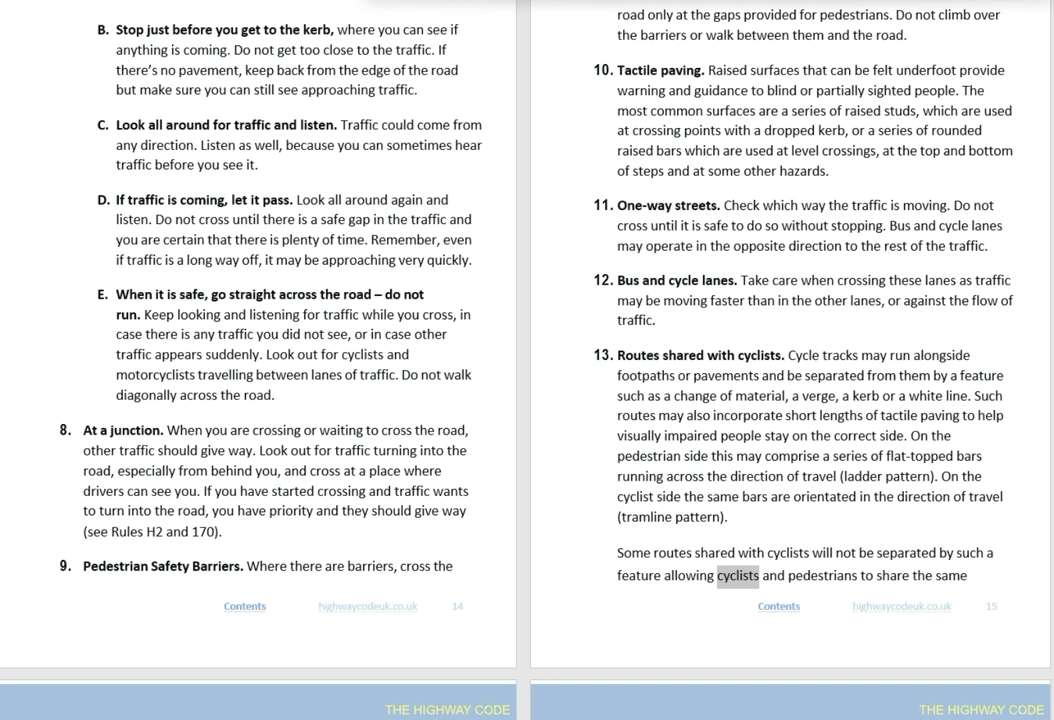 B. Stop just before you get to the kerb, where you can see if
anything is coming. Do not get too close to the traffic. If
there's no pavement, keep back from the edge of the road
but make sure you can still see approaching traffic.
C. Look all around for traffic and listen. Traffic could come from
any direction. Listen as well, because you can sometimes hear
traffic before you see it.
D. If traffic is coming, let it pass. Look all around again and
listen. Do not cross until there is a safe gap in the traffic and
you are certain that there is plenty of time. Remember, even
if traffic is a long way off, it may be approaching very quickly.
E. When it is safe, go straight across the road – do not
run. Keep looking and listening for traffic while you cross, in
case there is any traffic you did not see, or in case other
traffic appears suddenly. Look out for cyclists and
motorcyclists travelling between lanes of traffic. Do not walk
diagonally across the road.
8. At a junction. When you are crossing or waiting to cross the road,
other traffic should give way. Look out for traffic turning into the
road, especially from behind you, and cross at a place where
drivers can see you. If you have started crossing and traffic wants
to turn into the road, you have priority and they should give way
(see Rules H2 and 170).
9. Pedestrian Safety Barriers. Where there are barriers, cross the
Contents highwaycodeuk.co.uk 14
THE HIGHWAY CODE
road only at the gaps provided for pedestrians. Do not climb over
the barriers or walk between them and the road.
10. Tactile paving. Raised surfaces that can be felt underfoot provide
warning and guidance to blind or partially sighted people. The
most common surfaces are a series of raised studs, which are used
at crossing points with a dropped kerb, or a series of rounded
raised bars which are used at level crossings, at the top and bottom
of steps and at some other hazards.
11. One-way streets. Check which way the traffic is moving. Do not
cross until it is safe to do so without stopping. Bus and cycle lanes
may operate in the opposite direction to the rest of the traffic.
12. Bus and cycle lanes. Take care when crossing these lanes as traffic
may be moving faster than in the other lanes, or against the flow of
traffic.
13. Routes shared with cyclists. Cycle tracks may run alongside
footpaths or pavements and be separated from them by a feature
such as a change of material, a verge, a kerb or a white line. Such
routes may also incorporate short lengths of tactile paving to help
visually impaired people stay on the correct side. On the
pedestrian side this may comprise a series of flat-topped bars
running across the direction of travel (ladder pattern). On the
cyclist side the same bars are orientated in the direction of travel
(tramline pattern).
Some routes shared with cyclists will not be separated by such a
feature allowing cyclists and pedestrians to share the same
Contents highwaycodeuk.co.uk 15
THE HIGHWAY CODE